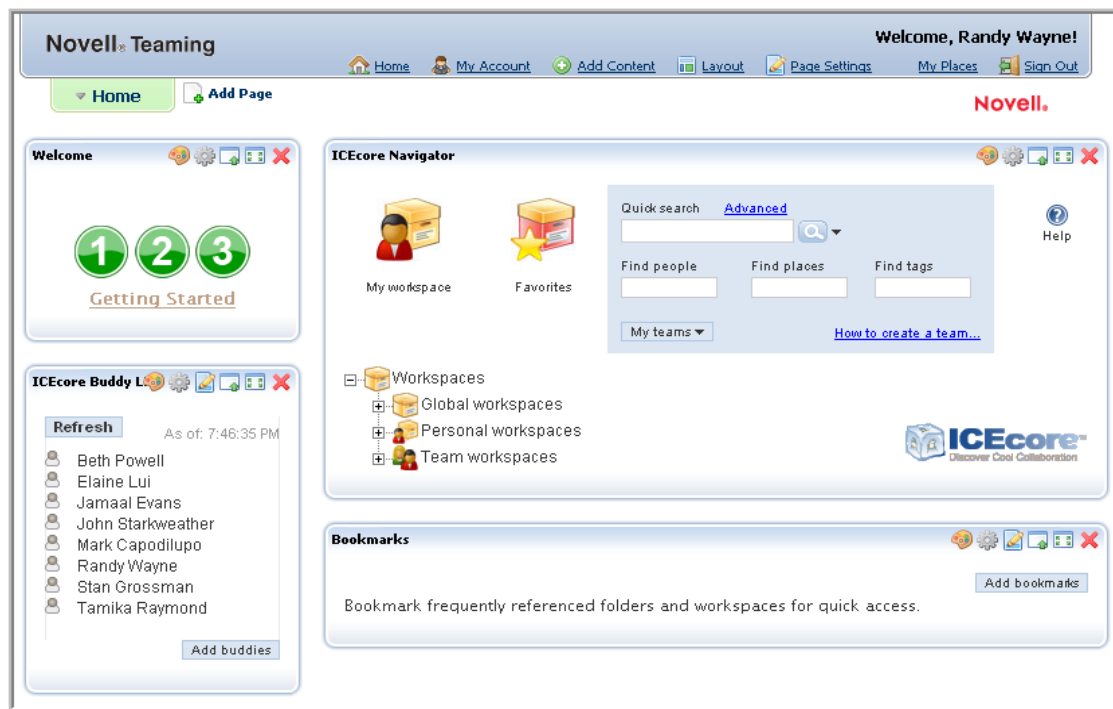 Novell® Teaming
Welcome, Randy Wayne!
Home My Account Add Content Layout Page Settings My Places Sign Out
Home Add Page
Novell®
Welcome
1 2 3
Getting Started
ICEcore Buddy L
Refresh As of: 7:46:35 PM
Beth Powell
Elaine Lui
Jamaal Evans
John Starkweather
Mark Capodilupo
Randy Wayne
Stan Grossman
Tamika Raymond
Add buddies
ICEcore Navigator
My workspace Favorites
Quick search Advanced
Find people Find places Find tags
My teams How to create a team...
Help
Workspaces
Global workspaces
Personal workspaces
Team workspaces
ICEcore™
Discover Cool Collaboration
Bookmarks
Add bookmarks
Bookmark frequently referenced folders and workspaces for quick access.